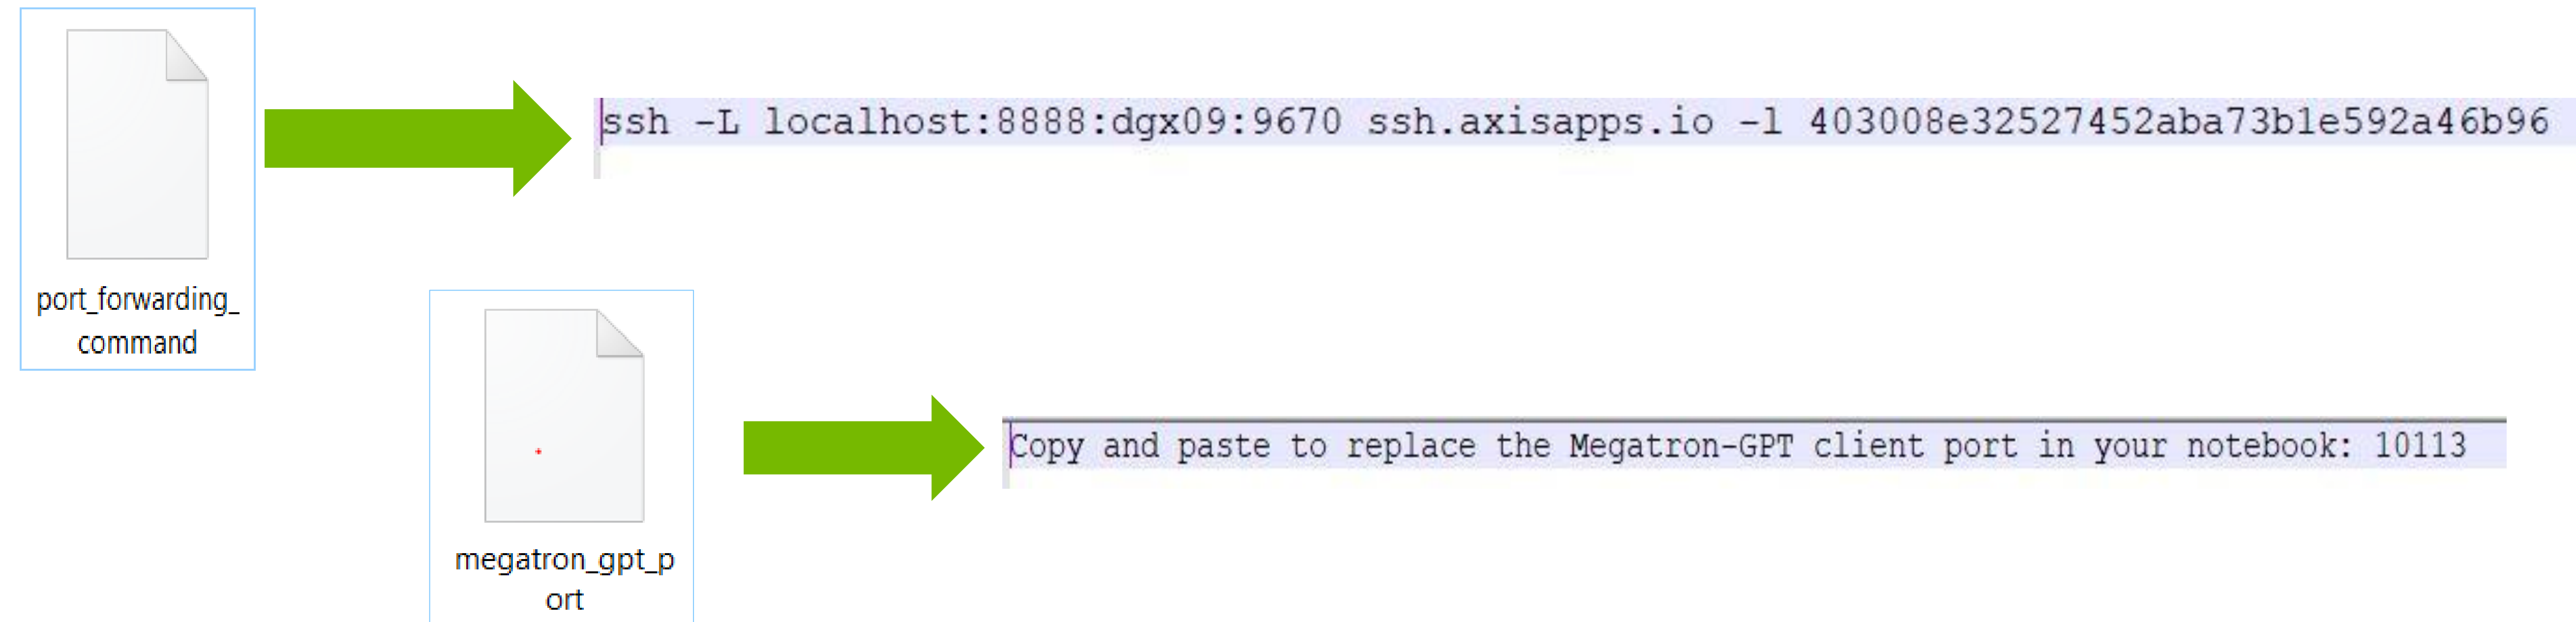 ssh -L localhost:8888:dgx09:9670 ssh.axisapps.io -l 403008e32527452aba73b1e592a46b96
port_forwarding_
command
Copy and paste to replace the Megatron-GPT client port in your notebook: 10113
megatron_gpt_p
ort